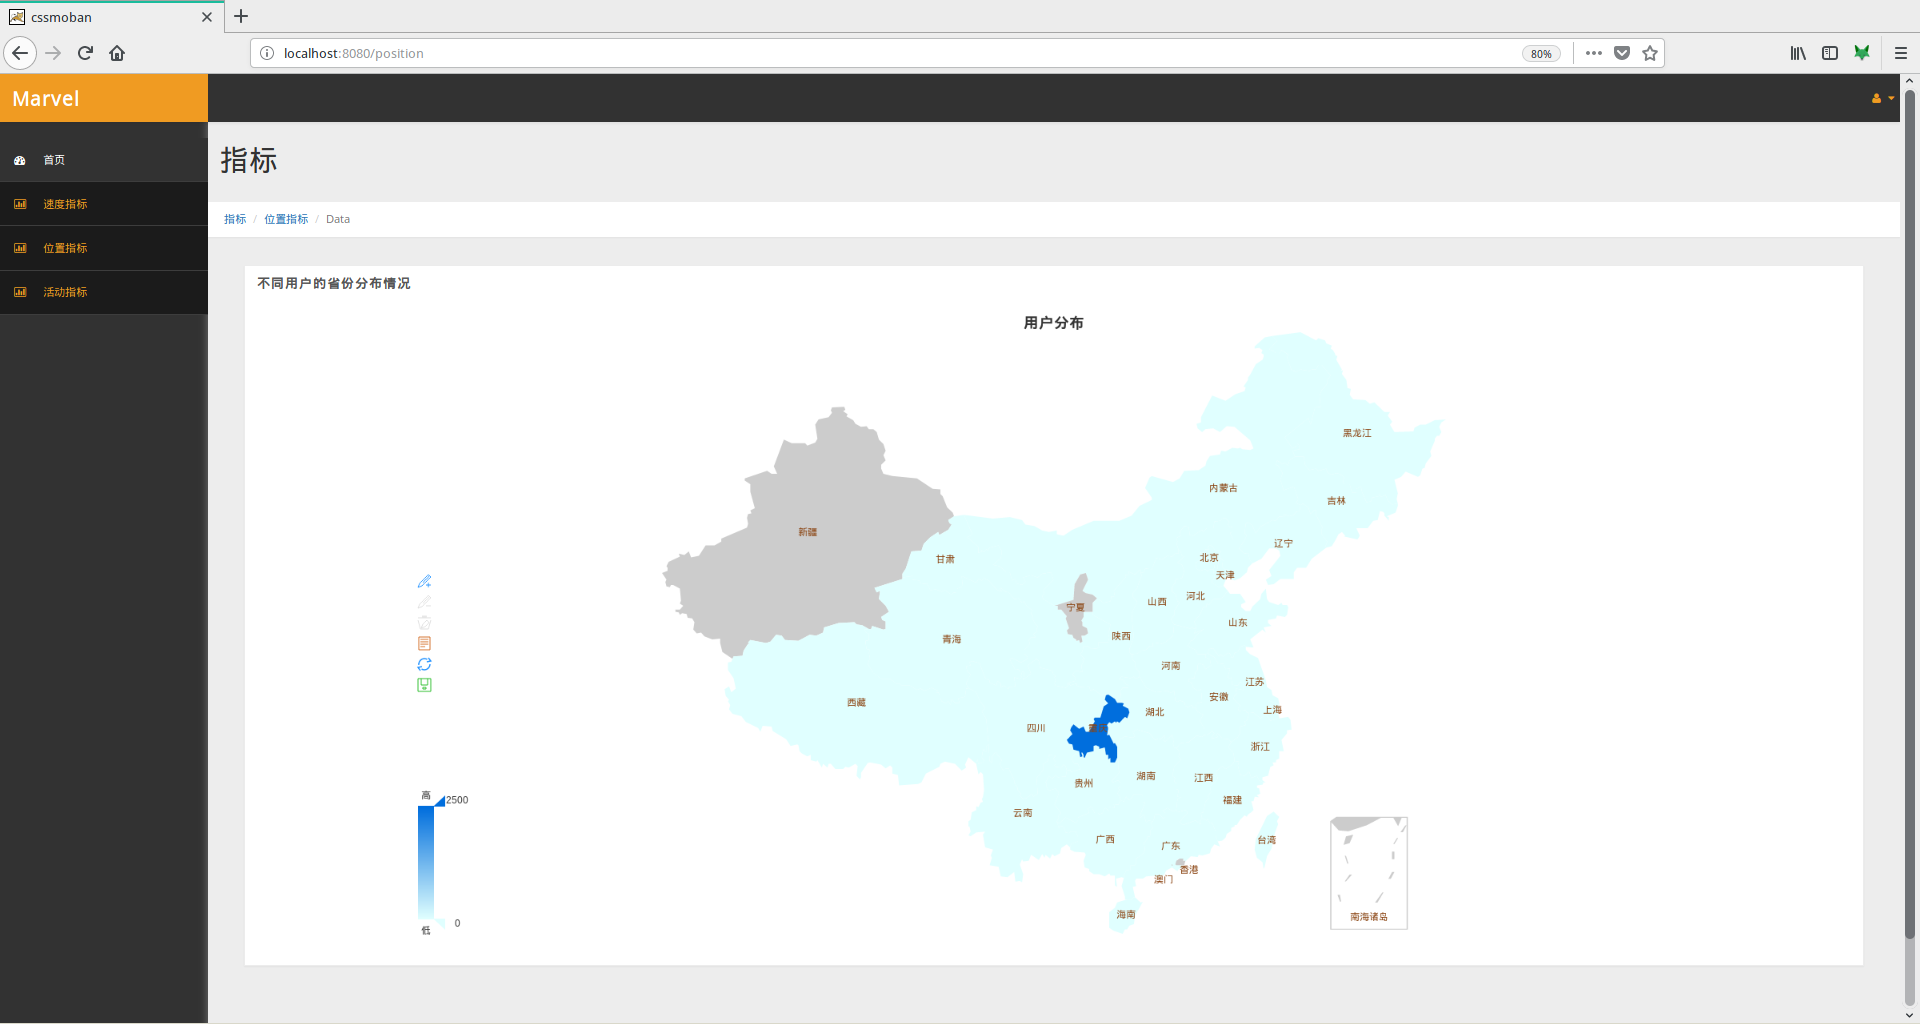 cssmoban
localhost:8080/position
80%
Marvel
首页
速度指标
位置指标
活动指标
指标
指标 / 位置指标 / Data
不同用户的省份分布情况
用户分布
黑龙江
内蒙古
吉林
新疆
辽宁
甘肃
北京
天津
河北
山西
宁夏
山东
陕西
青海
河南
江苏
安徽
西藏
上海
湖北
四川
浙江
湖南
江西
贵州
高
2500
福建
云南
广西
台湾
广东
香港
澳门
海南
南海诸岛
0
低